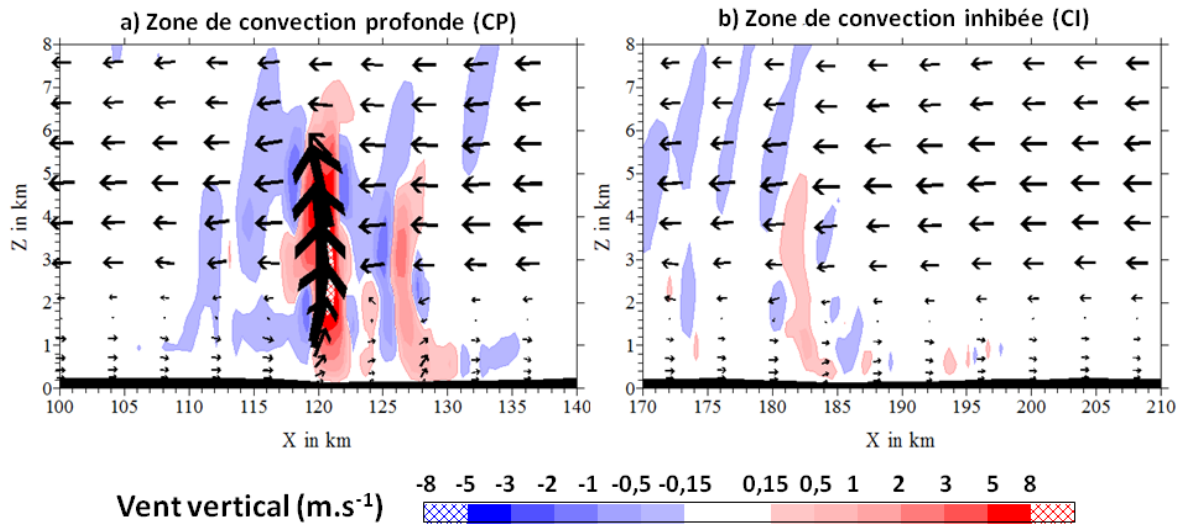 a) Zone de convection profonde (CP)
b) Zone de convection inhibée (CI)
8
7
6
5
4
3
2
1
0
Z in km
100 105 110 115 120 125 130 135 140
X in km
8
7
6
5
4
3
2
1
0
Z in km
170 175 180 185 190 195 200 205 210
X in km
Vent vertical (m.s-1)
-8 -5 -3 -2 -1 -0,5 -0,15 0,15 0,5 1 2 3 5 8